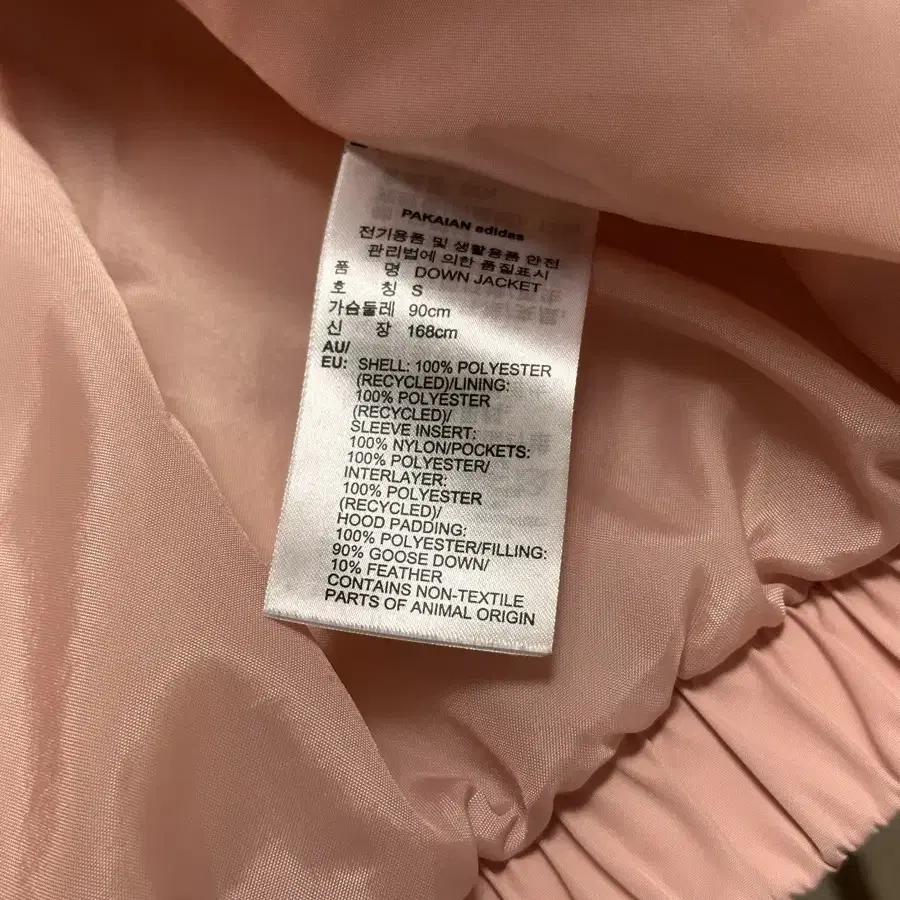 PAKAIAN adidas
전기용품 및 생활용품 안전
관리법에 의한 품질표시
품 명 DOWN JACKET
호 칭 S
가슴둘레 90cm
신 장 168cm
AU/
EU: SHELL: 100% POLYESTER
(RECYCLED)/LINING:
100% POLYESTER
(RECYCLED)/
SLEEVE INSERT:
100% NYLON/POCKETS:
100% POLYESTER/
INTERLAYER:
100% POLYESTER
(RECYCLED)/
HOOD PADDING:
100% POLYESTER/FILLING:
90% GOOSE DOWN/
10% FEATHER
CONTAINS NON-TEXTILE
PARTS OF ANIMAL ORIGIN